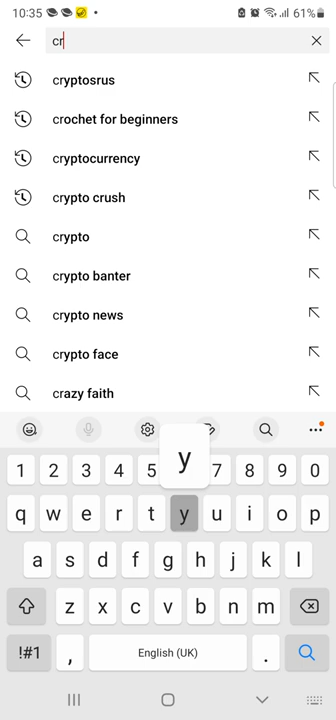 10:35 61%
cr
cryptosrus
crochet for beginners
cryptocurrency
crypto crush
crypto
crypto banter
crypto news
crypto face
crazy faith
y
1 2 3 4 5 7 8 9 0
q w e r t y u i o p
a s d f g h j k l
z x c v b n m
!#1 , English (UK) .